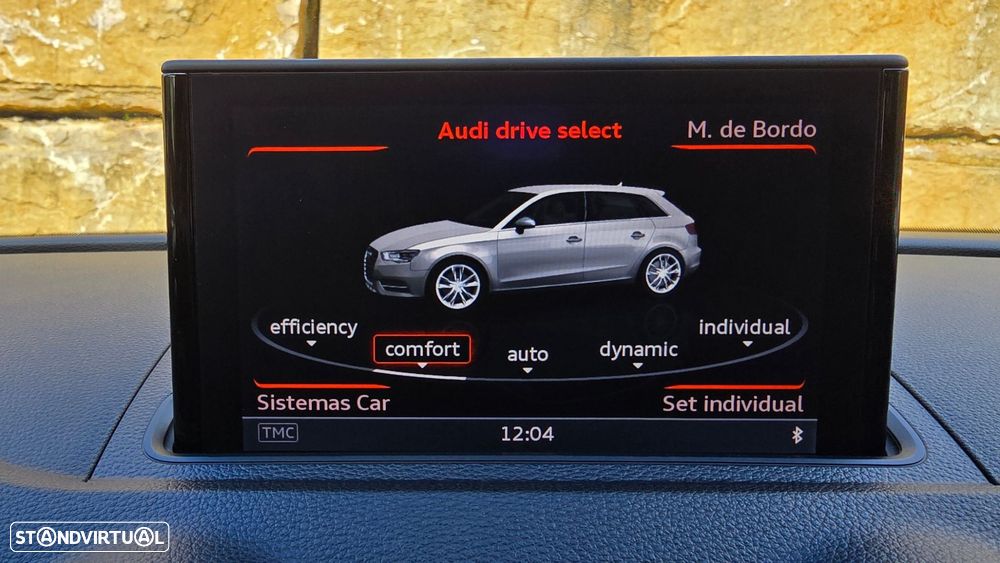 Audi drive select
M. de Bordo
efficiency
comfort
auto
dynamic
individual
Sistemas Car
Set individual
TMC
12:04
STANDVIRTUAL